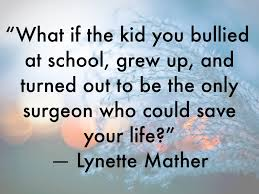 “What if the kid you bullied
at school, grew up, and
turned out to be the only
surgeon who could save
your life?”
— Lynette Mather